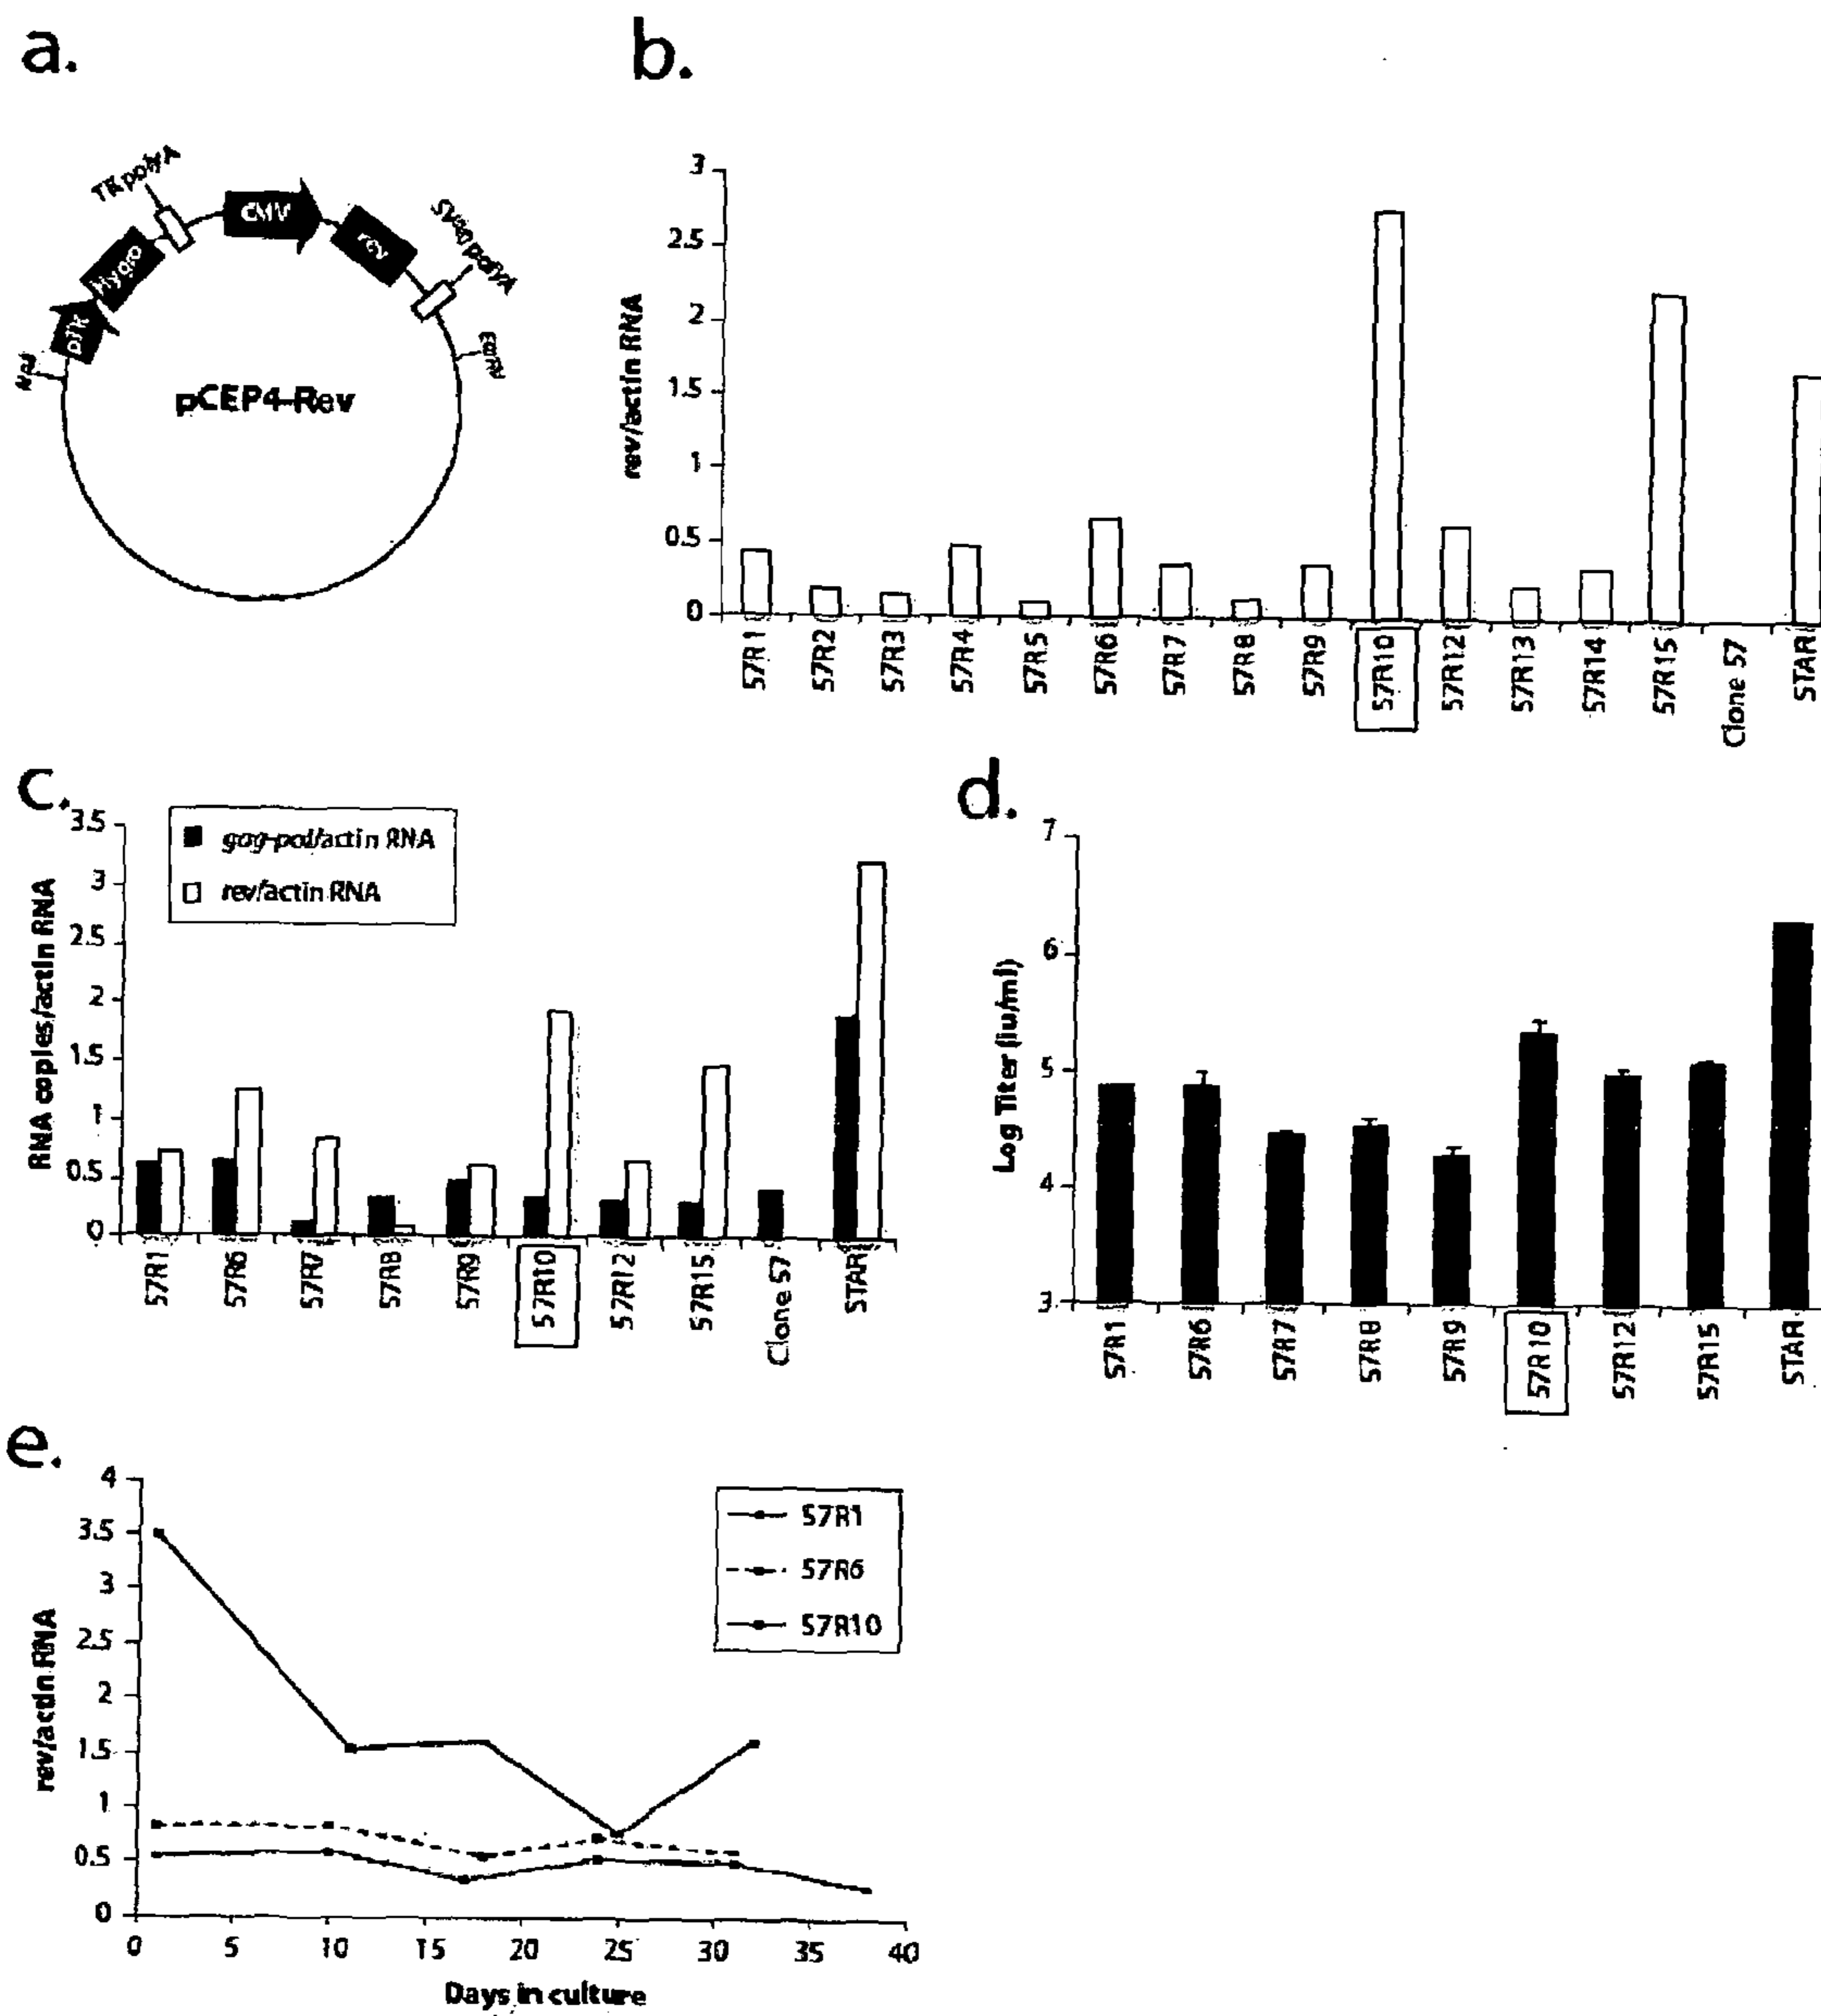 a.
TK polyA
CMV
rev
SV40 polyA
Hygro
pTK
pCEP4-Rev
b.
rev/actin RNA
3
2.5
2
1.5
1
0.5
0
57R1
57R2
57R3
57R4
57R5
57R6
57R7
57R8
57R9
57R10
57R12
57R13
57R14
57R15
Clone 57
STAR
c.
RNA copies/actin RNA
3.5
3
2.5
2
1.5
1
0.5
0
gag-pol/actin RNA
rev/actin RNA
57R1
57R6
57R7
57R8
57R9
57R10
57R12
57R15
Clone 57
STAR
d.
Log Titer (iu/ml)
7
6
5
4
3
57R1
57R6
57R7
57R8
57R9
57R10
57R12
57R15
STAR
e.
rev/actin RNA
4
3.5
3
2.5
2
1.5
1
0.5
0
57R1
57R6
57R10
0
5
10
15
20
25
30
35
40
Days in culture